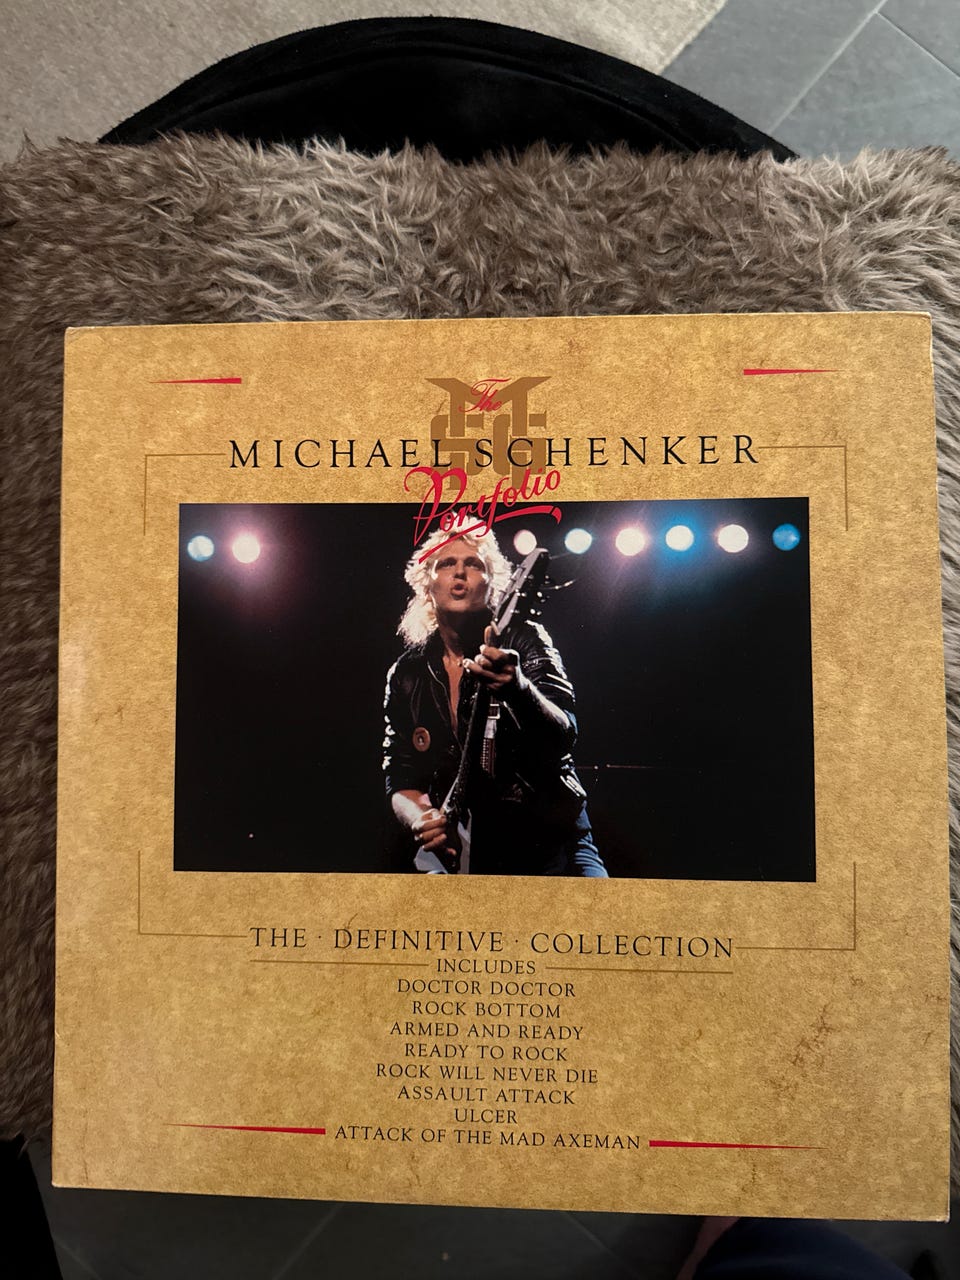 The
MSG
MICHAEL SCHENKER
Portfolio
THE · DEFINITIVE · COLLECTION
INCLUDES
DOCTOR DOCTOR
ROCK BOTTOM
ARMED AND READY
READY TO ROCK
ROCK WILL NEVER DIE
ASSAULT ATTACK
ULCER
ATTACK OF THE MAD AXEMAN